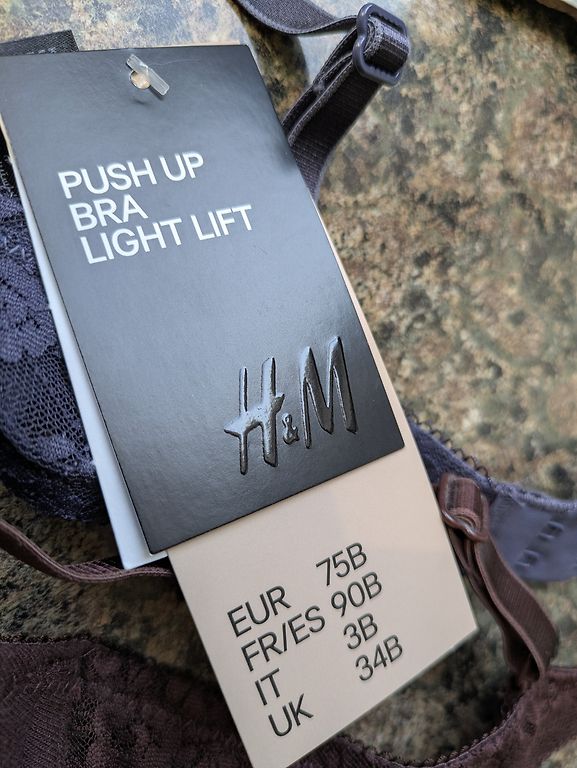 PUSH UP
BRA
LIGHT LIFT
H&M
EUR 75B
FR/ES 90B
IT 3B
UK 34B